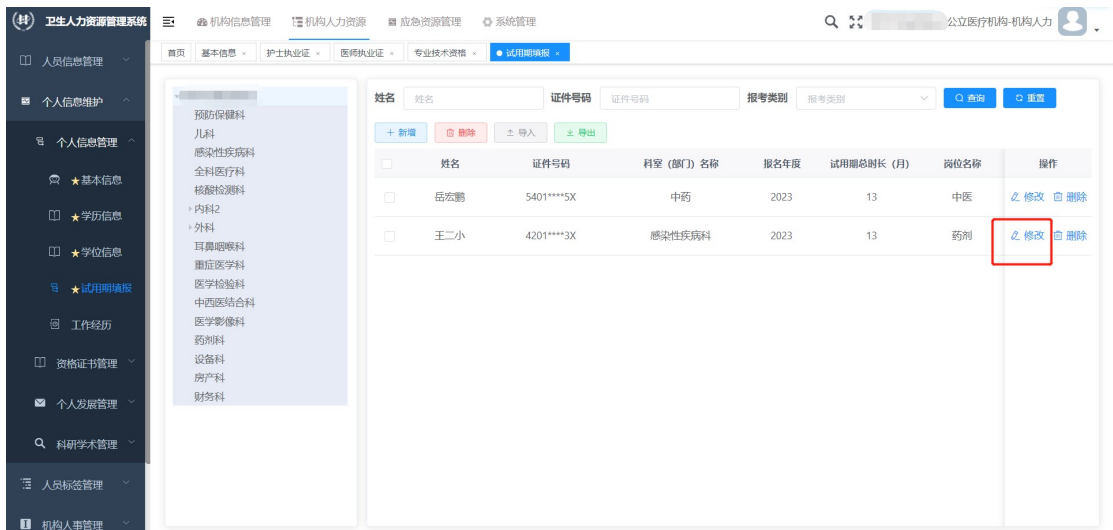 卫生人力资源管理系统
机构信息管理 机构人力资源 应急资源管理 系统管理
公立医疗机构-机构人力
首页 基本信息 × 护士执业证 × 医师执业证 × 专业技术资格 × 试用期填报 ×
人员信息管理
个人信息维护
个人信息管理
★基本信息
★学历信息
★学位信息
★试用期填报
工作经历
资格证书管理
个人发展管理
科研学术管理
人员标签管理
机构人事管理
预防保健科
儿科
感染性疾病科
全科医疗科
核酸检测科
内科2
外科
耳鼻咽喉科
重症医学科
医学检验科
中西医结合科
医学影像科
药剂科
设备科
房产科
财务科
姓名 姓名 证件号码 证件号码 报考类别 报考类别 查询 重置
+ 新增 删除 导入 导出
姓名 证件号码 科室（部门）名称 报名年度 试用期总时长（月） 岗位名称 操作
岳宏鹏 5401****5X 中药 2023 13 中医 修改 删除
王二小 4201****3X 感染性疾病科 2023 13 药剂 修改 删除